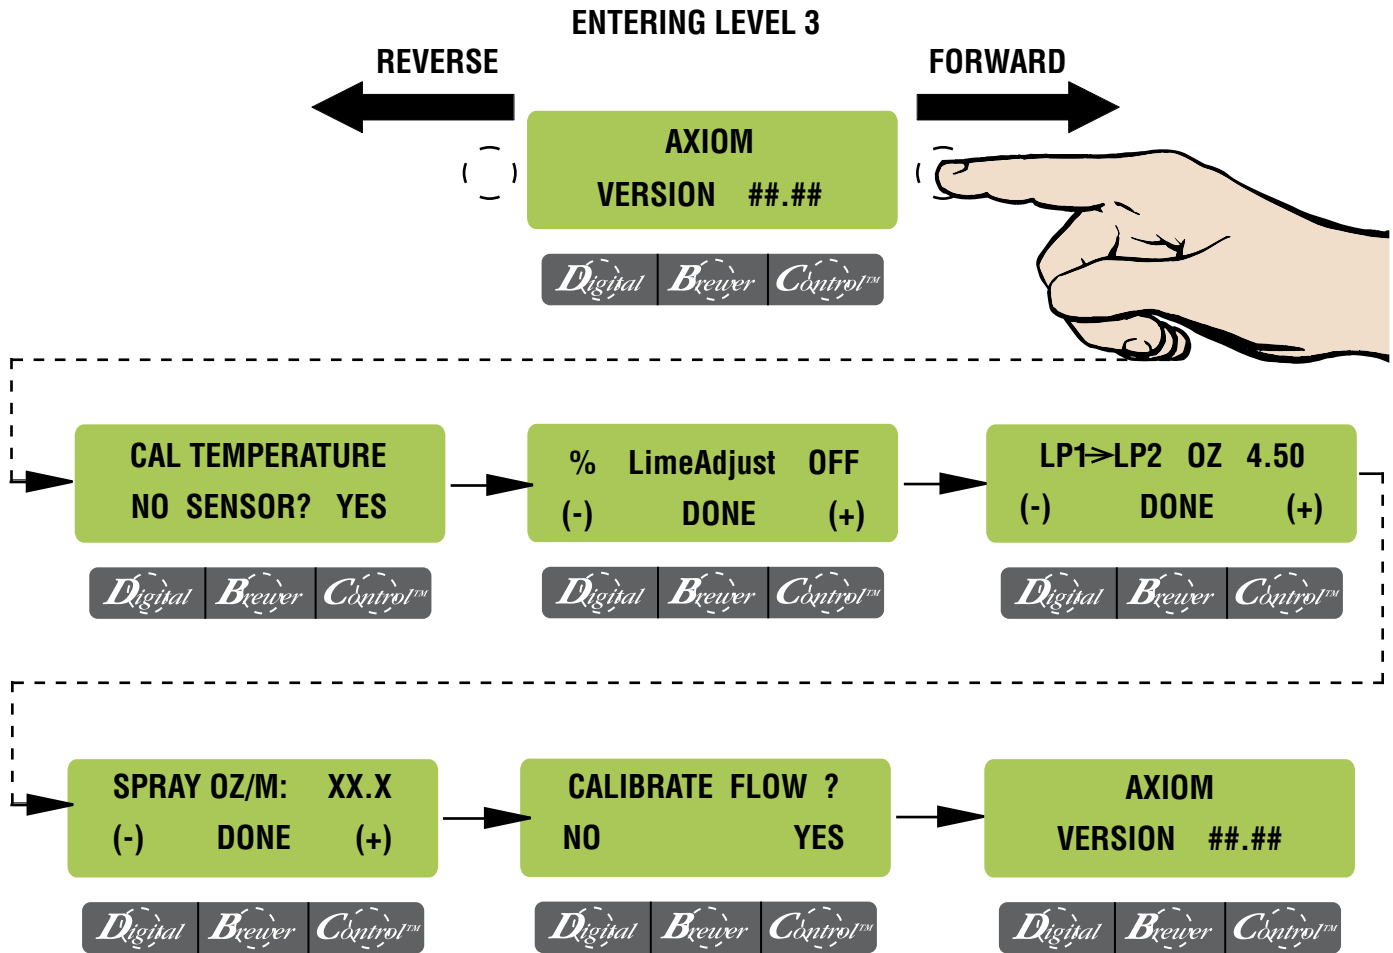 ENTERING LEVEL 3
REVERSE
FORWARD
AXIOM
VERSION ##.##
Digital Brewer Control™
CAL TEMPERATURE
NO SENSOR? YES
Digital Brewer Control™
% LimeAdjust OFF
(-) DONE (+)
Digital Brewer Control™
LP1>LP2 OZ 4.50
(-) DONE (+)
Digital Brewer Control™
SPRAY OZ/M: XX.X
(-) DONE (+)
Digital Brewer Control™
CALIBRATE FLOW ?
NO YES
Digital Brewer Control™
AXIOM
VERSION ##.##
Digital Brewer Control™